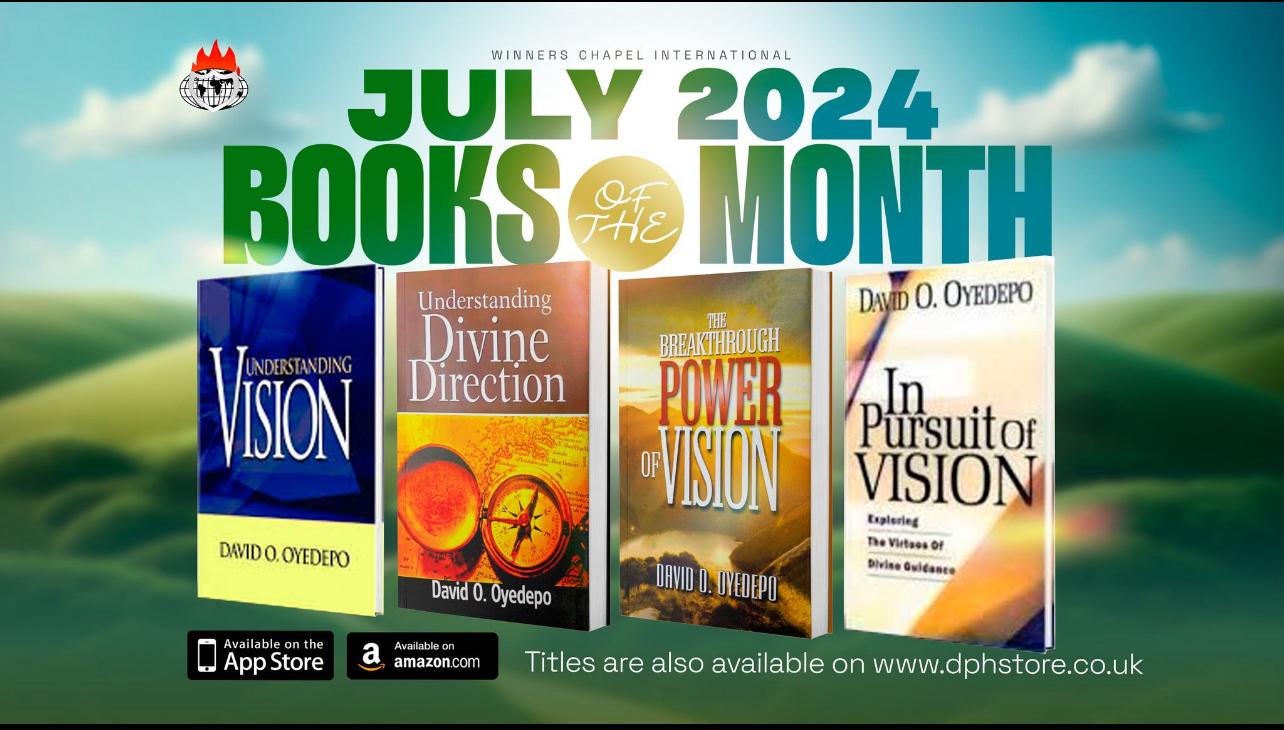 WINNERS CHAPEL INTERNATIONAL
JULY 2024
BOOKS OF THE MONTH
UNDERSTANDING
VISION
DAVID O. OYEDEPO
Understanding
Divine
Direction
David O. Oyedepo
THE
BREAKTHROUGH
POWER
OF VISION
DAVID O. OYEDEPO
DAVID O. OYEDEPO
In
Pursuit of
VISION
Exploring
The Virtues Of
Divine Guidance
Available on the
App Store
Available on
amazon.com
Titles are also available on www.dphstore.co.uk